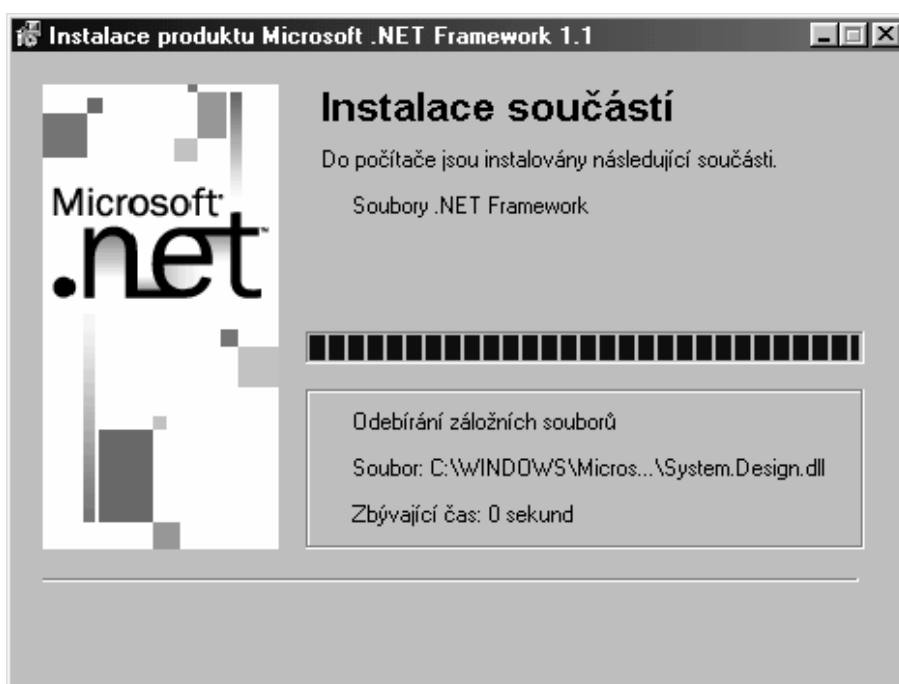 Instalace produktu Microsoft .NET Framework 1.1
Microsoft
.net
Instalace součástí
Do počítače jsou instalovány následující součásti.
Soubory .NET Framework
Odebírání záložních souborů
Soubor: C:\WINDOWS\Micros...\System.Design.dll
Zbývající čas: 0 sekund